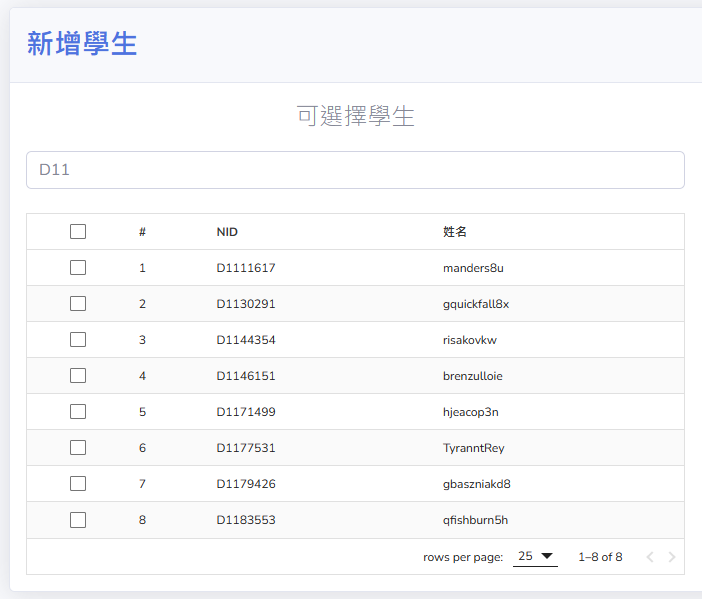 新增學生
可選擇學生
D11
# NID 姓名
1 D1111617 manders8u
2 D1130291 gquickfall8x
3 D1144354 risakovkw
4 D1146151 brenzulloie
5 D1171499 hjeacop3n
6 D1177531 TyranntRey
7 D1179426 gbaszniakd8
8 D1183553 qfishburn5h
rows per page: 25 1–8 of 8